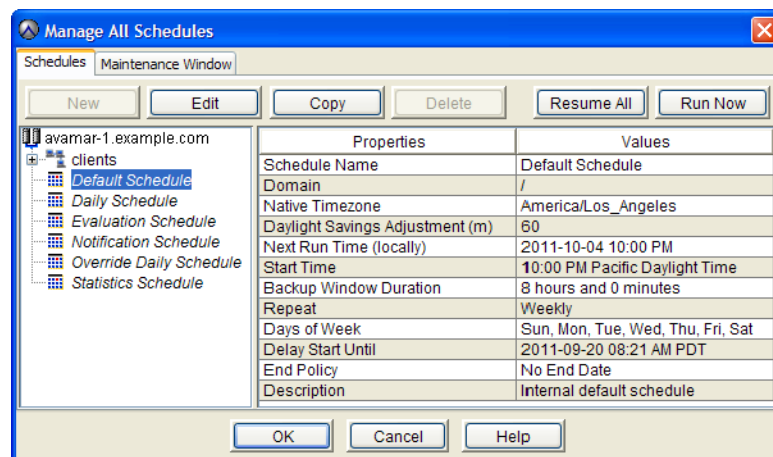 Manage All Schedules
Schedules Maintenance Window
New Edit Copy Delete Resume All Run Now
avamar-1.example.com
clients
Default Schedule
Daily Schedule
Evaluation Schedule
Notification Schedule
Override Daily Schedule
Statistics Schedule
Properties Values
Schedule Name Default Schedule
Domain /
Native Timezone America/Los_Angeles
Daylight Savings Adjustment (m) 60
Next Run Time (locally) 2011-10-04 10:00 PM
Start Time 10:00 PM Pacific Daylight Time
Backup Window Duration 8 hours and 0 minutes
Repeat Weekly
Days of Week Sun, Mon, Tue, Wed, Thu, Fri, Sat
Delay Start Until 2011-09-20 08:21 AM PDT
End Policy No End Date
Description Internal default schedule
OK Cancel Help